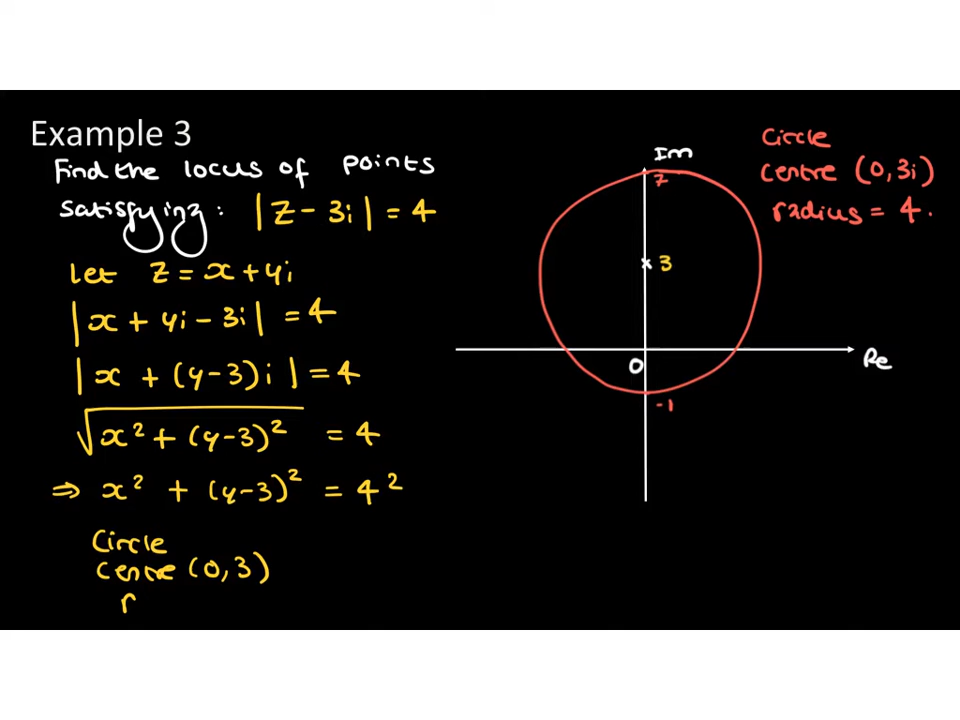 Example 3
Find the locus of points
satisfying: |z - 3i| = 4
let z = x + yi
|x + yi - 3i| = 4
|x + (y-3)i| = 4
√x² + (y-3)² = 4
⇒ x² + (y-3)² = 4²
Circle
centre (0,3)
r
Im
7
3
0
Re
-1
Circle
centre (0,3i)
radius = 4.